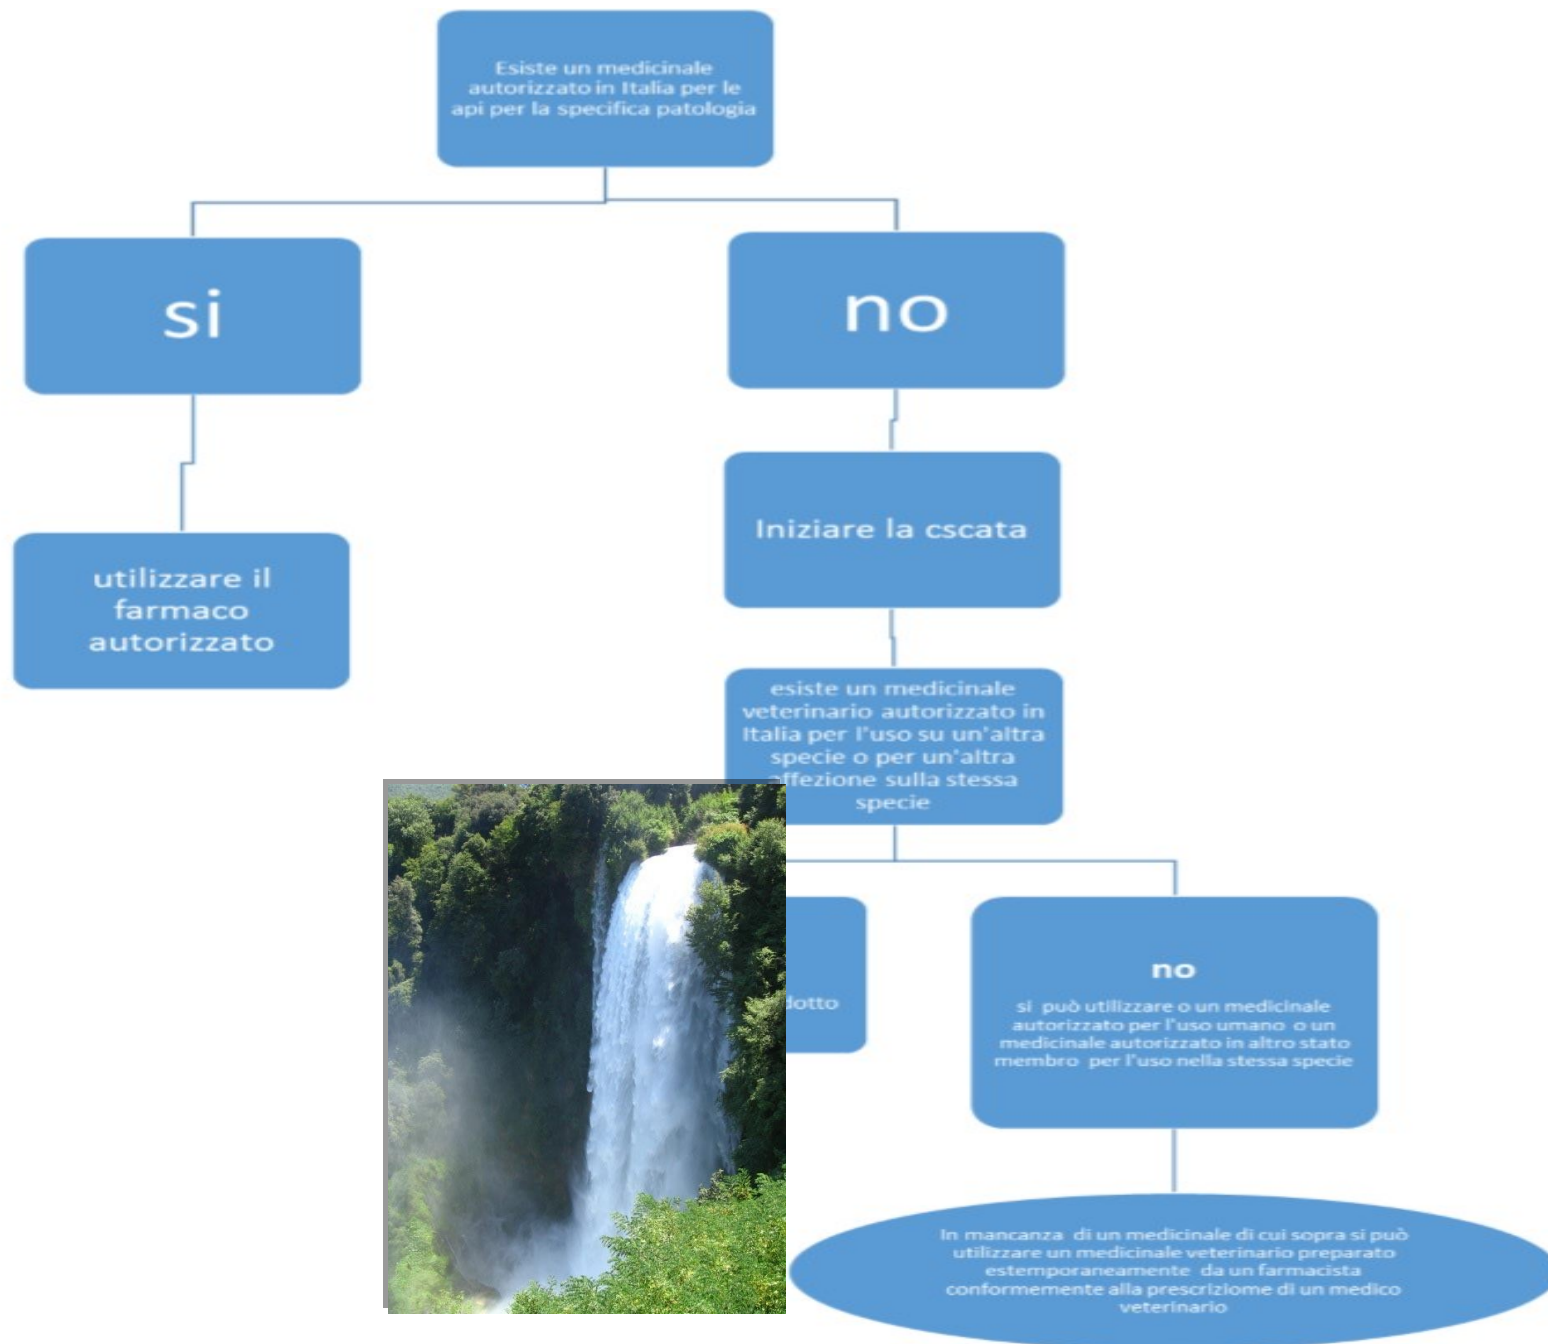 Esiste un medicinale
autorizzato in Italia per le
api per la specifica patologia
si
no
utilizzare il
farmaco
autorizzato
Iniziare la cscata
esiste un medicinale
veterinario autorizzato in
Italia per l'uso su un'altra
specie o per un'altra
affezione sulla stessa
specie
dotto
no
si può utilizzare o un medicinale
autorizzato per l'uso umano o un
medicinale autorizzato in altro stato
membro per l'uso nella stessa specie
In mancanza di un medicinale di cui sopra si può
utilizzare un medicinale veterinario preparato
estemporaneamente da un farmacista
conformemente alla prescriziome di un medico
veterinario